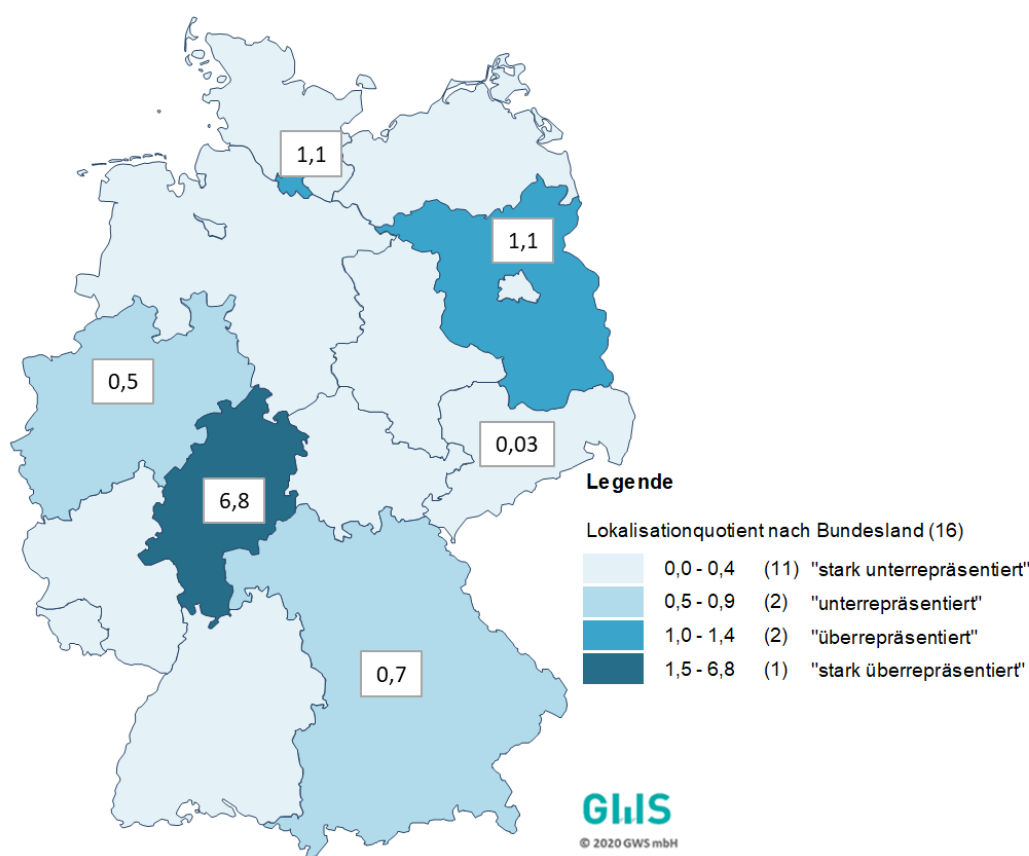 1,1
1,1
0,5
0,03
6,8
0,7
Legende
Lokalisationquotient nach Bundesland (16)
0,0 - 0,4 (11) "stark unterrepräsentiert"
0,5 - 0,9 (2) "unterrepräsentiert"
1,0 - 1,4 (2) "überrepräsentiert"
1,5 - 6,8 (1) "stark überrepräsentiert"
GWS
© 2020 GWS mbH